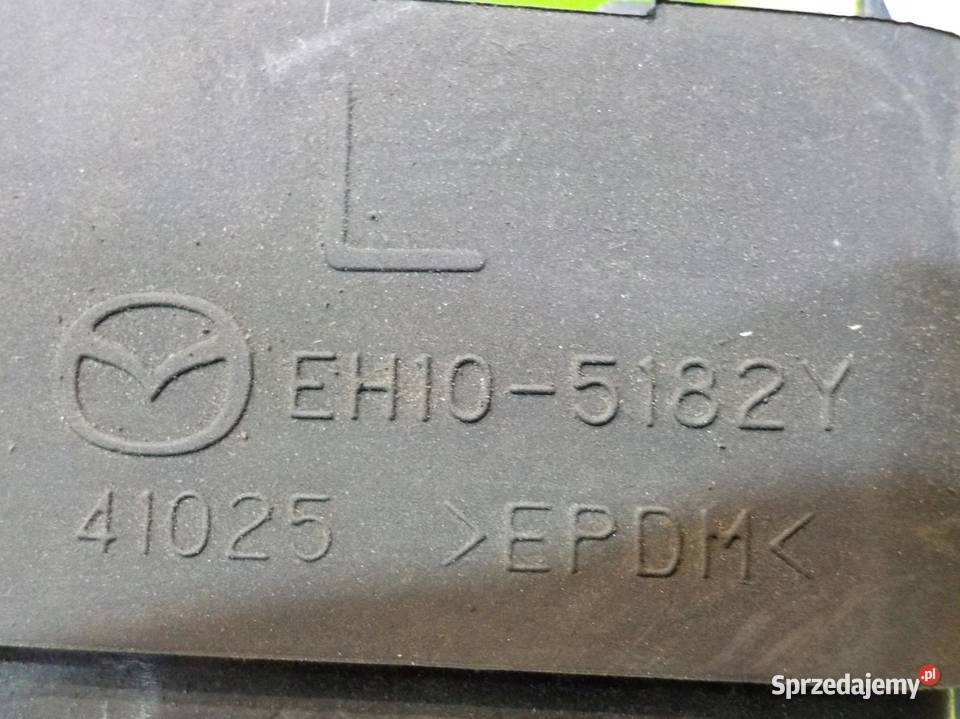 L
EH10-5182Y
41025 >EPDM<
Sprzedajemy.pl